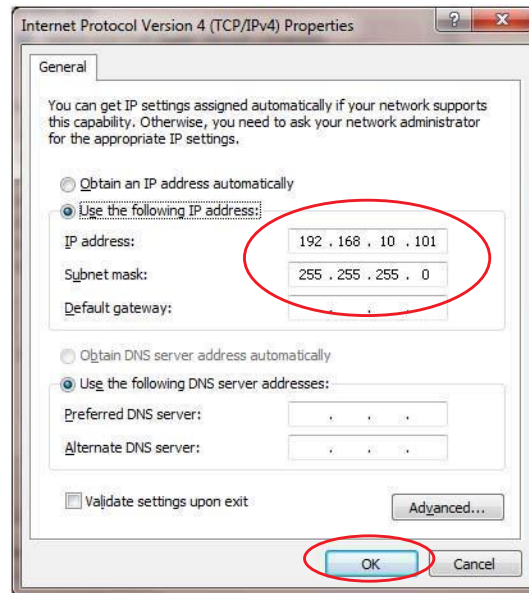 Internet Protocol Version 4 (TCP/IPv4) Properties
General
You can get IP settings assigned automatically if your network supports
this capability. Otherwise, you need to ask your network administrator
for the appropriate IP settings.
Obtain an IP address automatically
Use the following IP address:
IP address: 192 . 168 . 10 . 101
Subnet mask: 255 . 255 . 255 . 0
Default gateway: . . .
Obtain DNS server address automatically
Use the following DNS server addresses:
Preferred DNS server: . . .
Alternate DNS server: . . .
Validate settings upon exit
Advanced...
OK Cancel